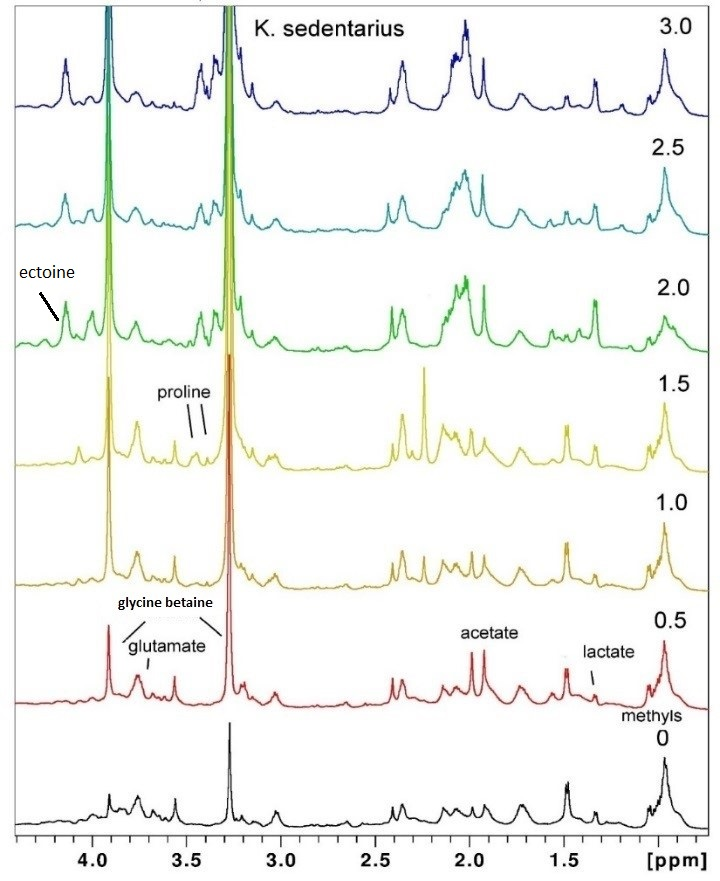 K. sedentarius
3.0
2.5
ectoine
2.0
proline
1.5
1.0
glycine betaine
0.5
glutamate
acetate
lactate
methyls
0
4.0 3.5 3.0 2.5 2.0 1.5 [ppm]